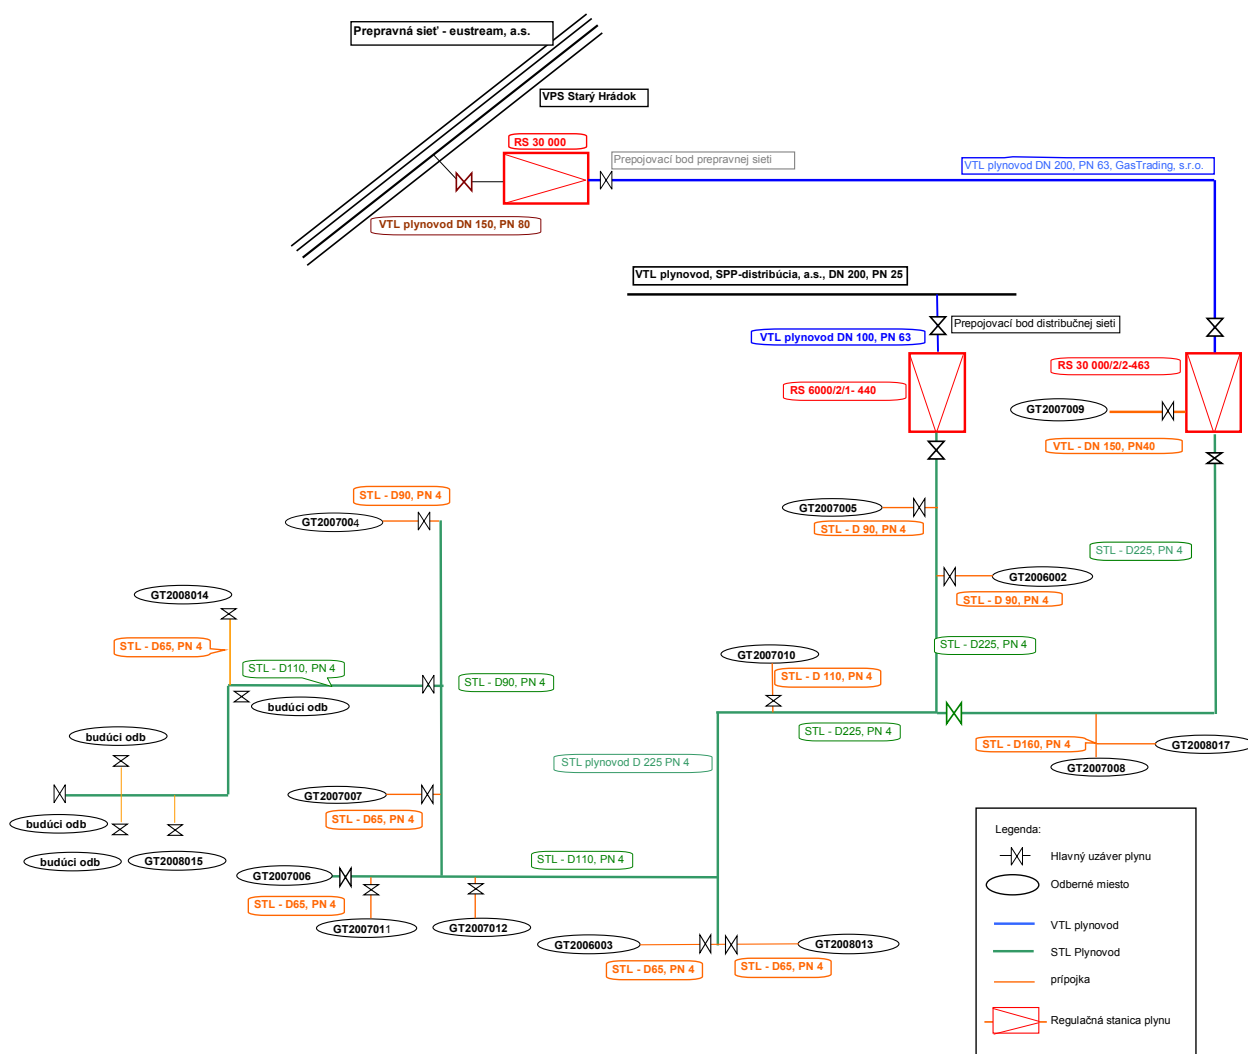 Prepravná sieť - eustream, a.s.
VPS Starý Hrádok
RS 30 000
Prepojovací bod prepravnej sieti
VTL plynovod DN 200, PN 63, GasTrading, s.r.o.
VTL plynovod DN 150, PN 80
VTL plynovod, SPP-distribúcia, a.s., DN 200, PN 25
Prepojovací bod distribučnej sieti
VTL plynovod DN 100, PN 63
RS 6000/2/1- 440
RS 30 000/2/2-463
GT2007009
VTL - DN 150, PN40
STL - D90, PN 4
GT2007004
GT2007005
STL - D 90, PN 4
STL - D225, PN 4
GT2006002
STL - D 90, PN 4
GT2008014
STL - D65, PN 4
STL - D110, PN 4
STL - D90, PN 4
budúci odb
GT2007010
STL - D 110, PN 4
STL - D225, PN 4
STL - D225, PN 4
budúci odb
STL plynovod D 225 PN 4
STL - D160, PN 4
GT2008017
GT2007008
GT2007007
STL - D65, PN 4
budúci odb
budúci odb
GT2008015
STL - D110, PN 4
GT2007006
STL - D65, PN 4
GT2007011
GT2007012
GT2006003
GT2008013
STL - D65, PN 4
STL - D65, PN 4
Legenda:
Hlavný uzáver plynu
Odberné miesto
VTL plynovod
STL Plynovod
prípojka
Regulačná stanica plynu